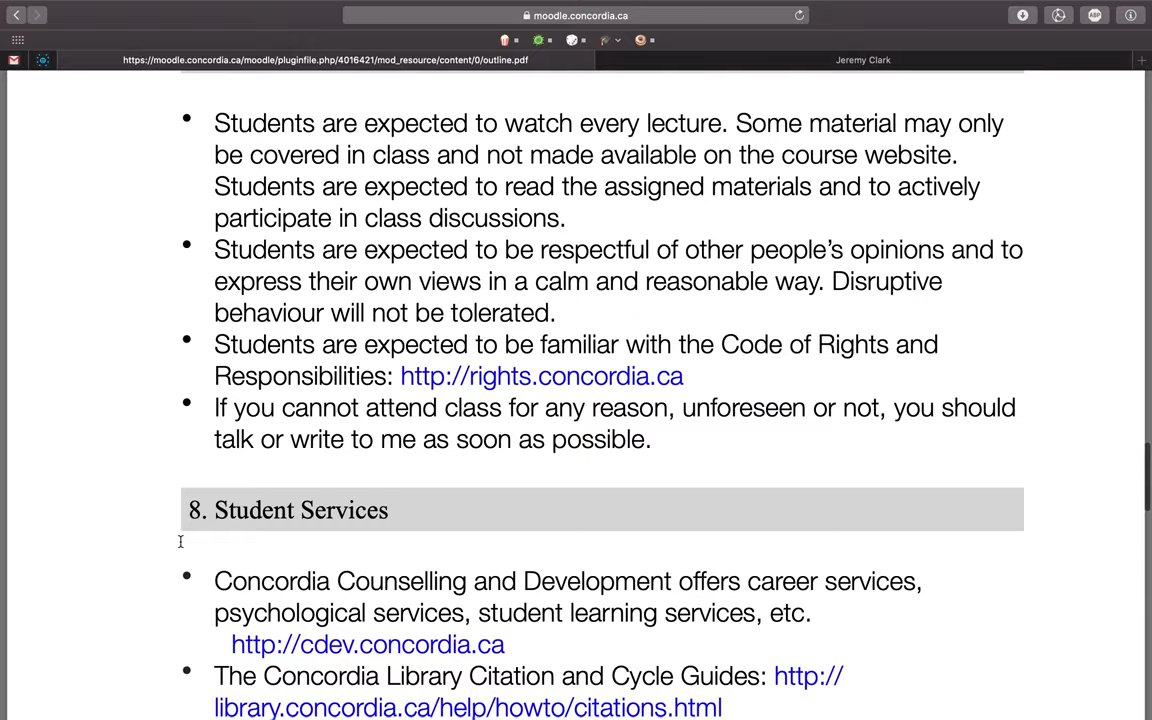 moodle.concordia.ca
ABP
https://moodle.concordia.ca/moodle/pluginfile.php/4016421/mod_resource/content/0/outline.pdf
Jeremy Clark
• Students are expected to watch every lecture. Some material may only
be covered in class and not made available on the course website.
Students are expected to read the assigned materials and to actively
participate in class discussions.
• Students are expected to be respectful of other people’s opinions and to
express their own views in a calm and reasonable way. Disruptive
behaviour will not be tolerated.
• Students are expected to be familiar with the Code of Rights and
Responsibilities: http://rights.concordia.ca
• If you cannot attend class for any reason, unforeseen or not, you should
talk or write to me as soon as possible.
8. Student Services
• Concordia Counselling and Development offers career services,
psychological services, student learning services, etc.
http://cdev.concordia.ca
• The Concordia Library Citation and Cycle Guides: http://
library.concordia.ca/help/howto/citations.html